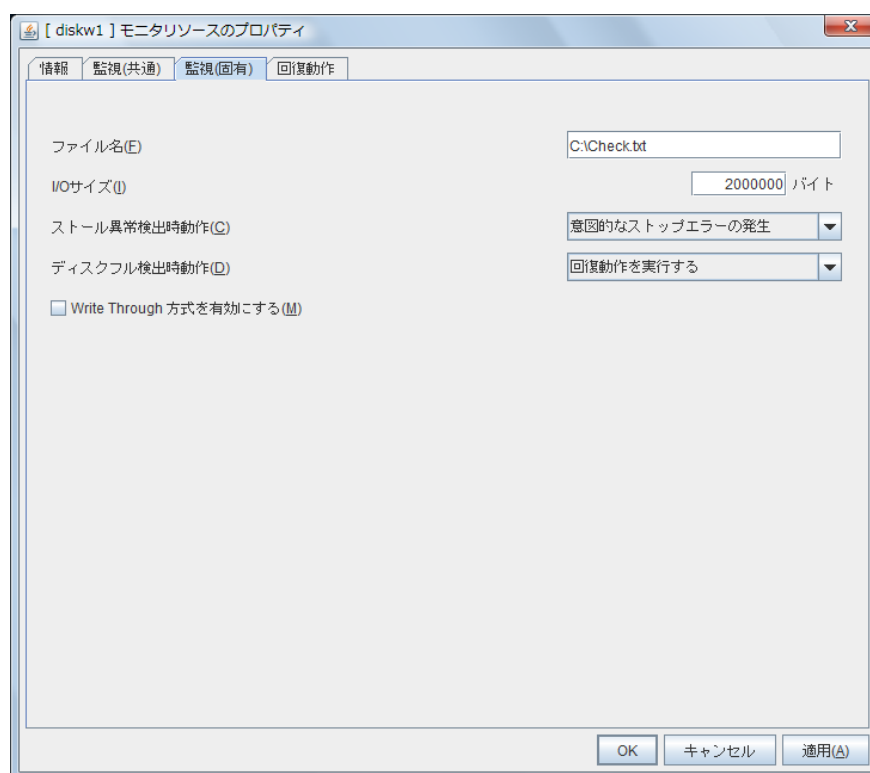 [ diskw1 ] モニタリソースのプロパティ
情報 監視(共通) 監視(固有) 回復動作
ファイル名(F) C:\Check.txt
I/Oサイズ(I) 2000000 バイト
ストール異常検出時動作(C) 意図的なストップエラーの発生
ディスクフル検出時動作(D) 回復動作を実行する
Write Through 方式を有効にする(M)
OK キャンセル 適用(A)